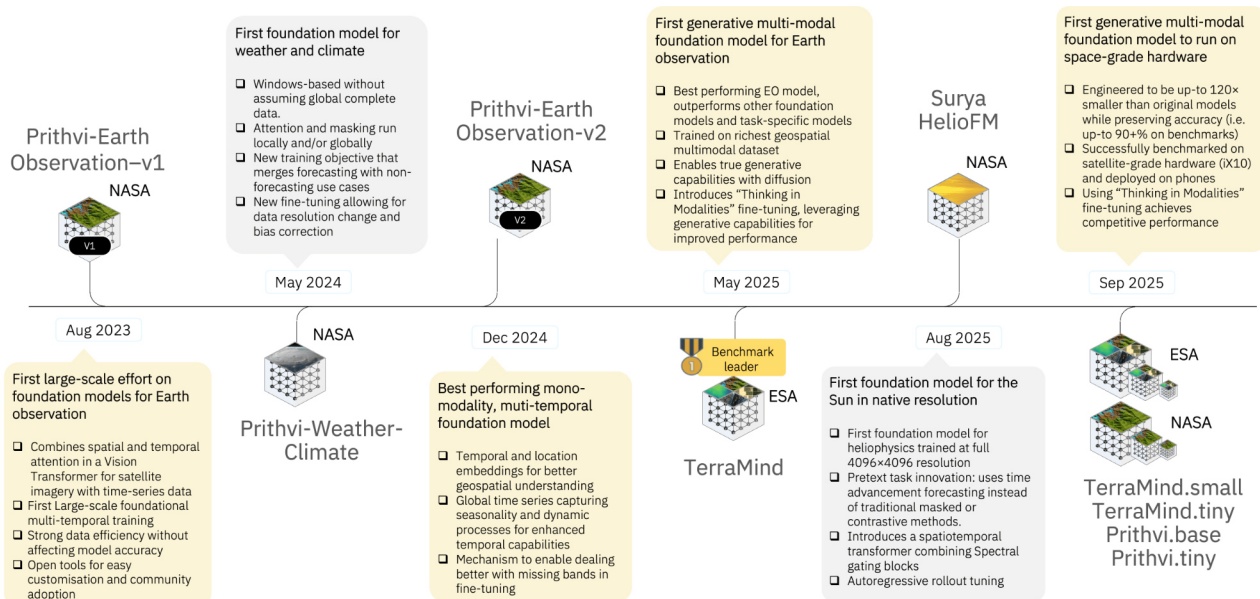 Prithvi-Earth
Observation–v1
NASA
V1
Aug 2023
First large-scale effort on
foundation models for Earth
observation
Combines spatial and temporal
attention in a Vision
Transformer for satellite
imagery with time-series data
First Large-scale foundational
multi-temporal training
Strong data efficiency without
affecting model accuracy
Open tools for easy
customisation and community
adoption
First foundation model for
weather and climate
Windows-based without
assuming global complete
data.
Attention and masking run
locally and/or globally
New training objective that
merges forecasting with non-
forecasting use cases
New fine-tuning allowing for
data resolution change and
bias correction
May 2024
NASA
Prithvi-Weather-
Climate
Prithvi-Earth
Observation-v2
NASA
V2
Dec 2024
Best performing mono-
modality, muti-temporal
foundation model
Temporal and location
embeddings for better
geospatial understanding
Global time series capturing
seasonality and dynamic
processes for enhanced
temporal capabilities
Mechanism to enable dealing
better with missing bands in
fine-tuning
First generative multi-modal
foundation model for Earth
observation
Best performing EO model,
outperforms other foundation
models and task-specific models
Trained on richest geospatial
multimodal dataset
Enables true generative
capabilities with diffusion
Introduces “Thinking in
Modalities” fine-tuning, leveraging
generative capabilities for
improved performance
May 2025
1
Benchmark
leader
ESA
TerraMind
Surya
HelioFM
NASA
Aug 2025
First foundation model for the
Sun in native resolution
First foundation model for
heliophysics trained at full
4096×4096 resolution
Pretext task innovation: uses time
advancement forecasting instead
of traditional masked or
contrastive methods.
Introduces a spatiotemporal
transformer combining Spectral
gating blocks
Autoregressive rollout tuning
First generative multi-modal
foundation model to run on
space-grade hardware
Engineered to be up-to 120×
smaller than original models
while preserving accuracy (i.e.
up-to 90+% on benchmarks)
Successfully benchmarked on
satellite-grade hardware (iX10)
and deployed on phones
Using “Thinking in Modalities”
fine-tuning achieves
competitive performance
Sep 2025
ESA
NASA
TerraMind.small
TerraMind.tiny
Prithvi.base
Prithvi.tiny